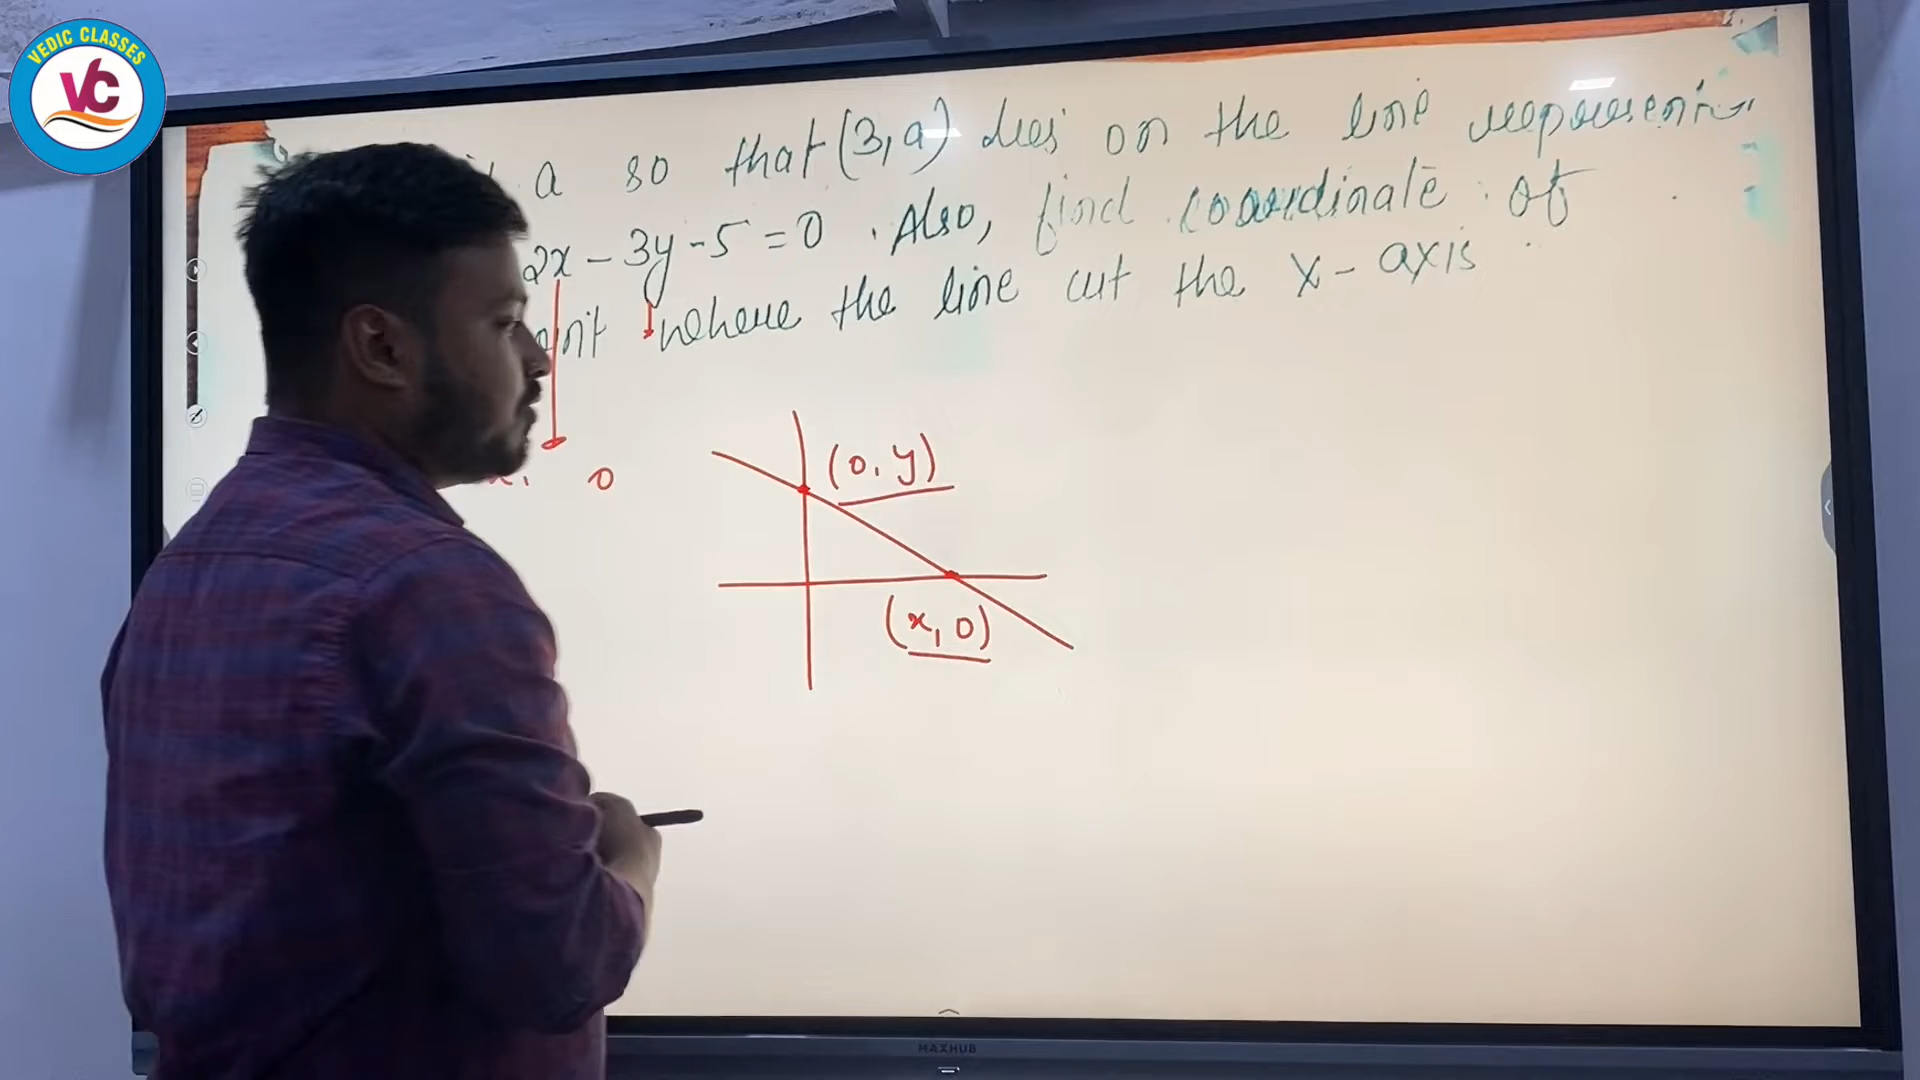 VEDIC CLASSES
VC
a so that (3,a) lies on the line representing
2x - 3y - 5 = 0 . Also, find coordinate of
where the line cut the x-axis
0
(0, y)
(x, 0)
MAXHUB